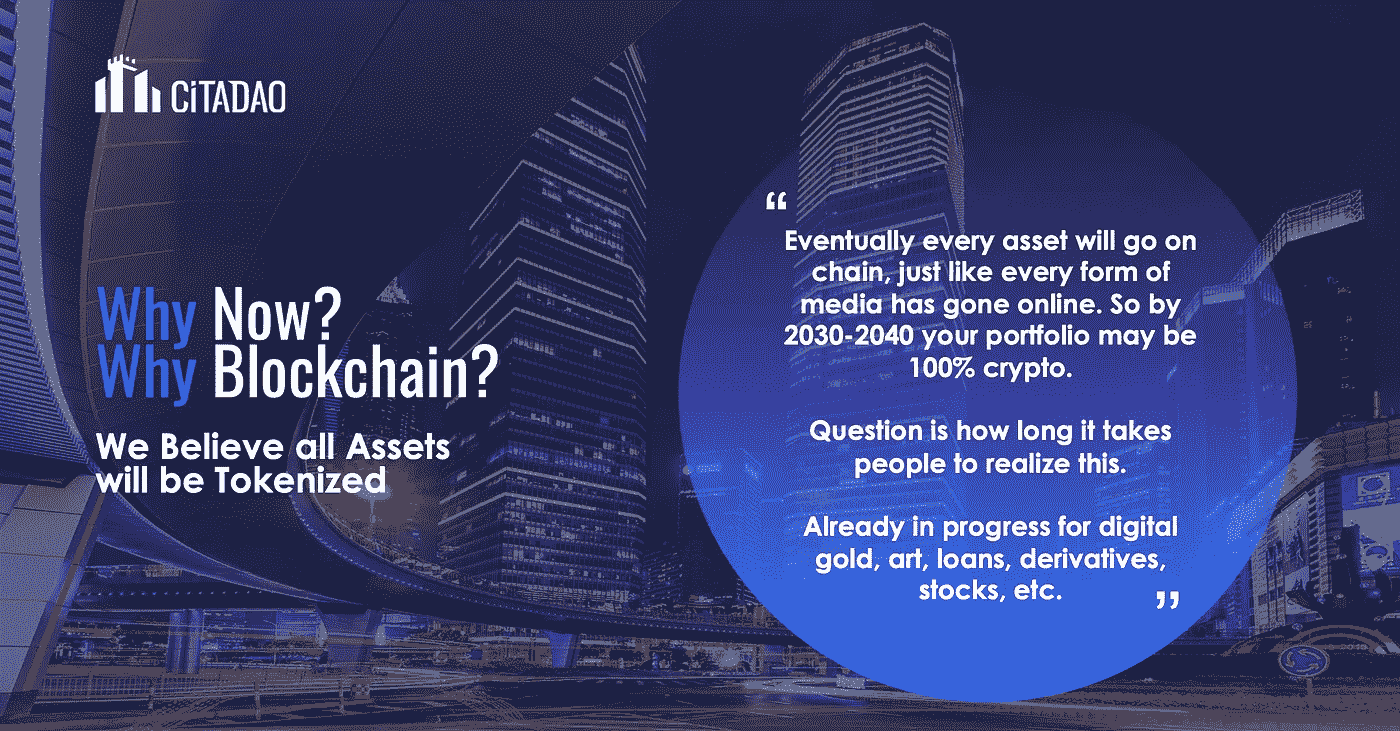 CiTADAO
Why Now?
Why Blockchain?
We Believe all Assets
will be Tokenized
“
Eventually every asset will go on
chain, just like every form of
media has gone online. So by
2030-2040 your portfolio may be
100% crypto.
Question is how long it takes
people to realize this.
Already in progress for digital
gold, art, loans, derivatives,
stocks, etc.
”